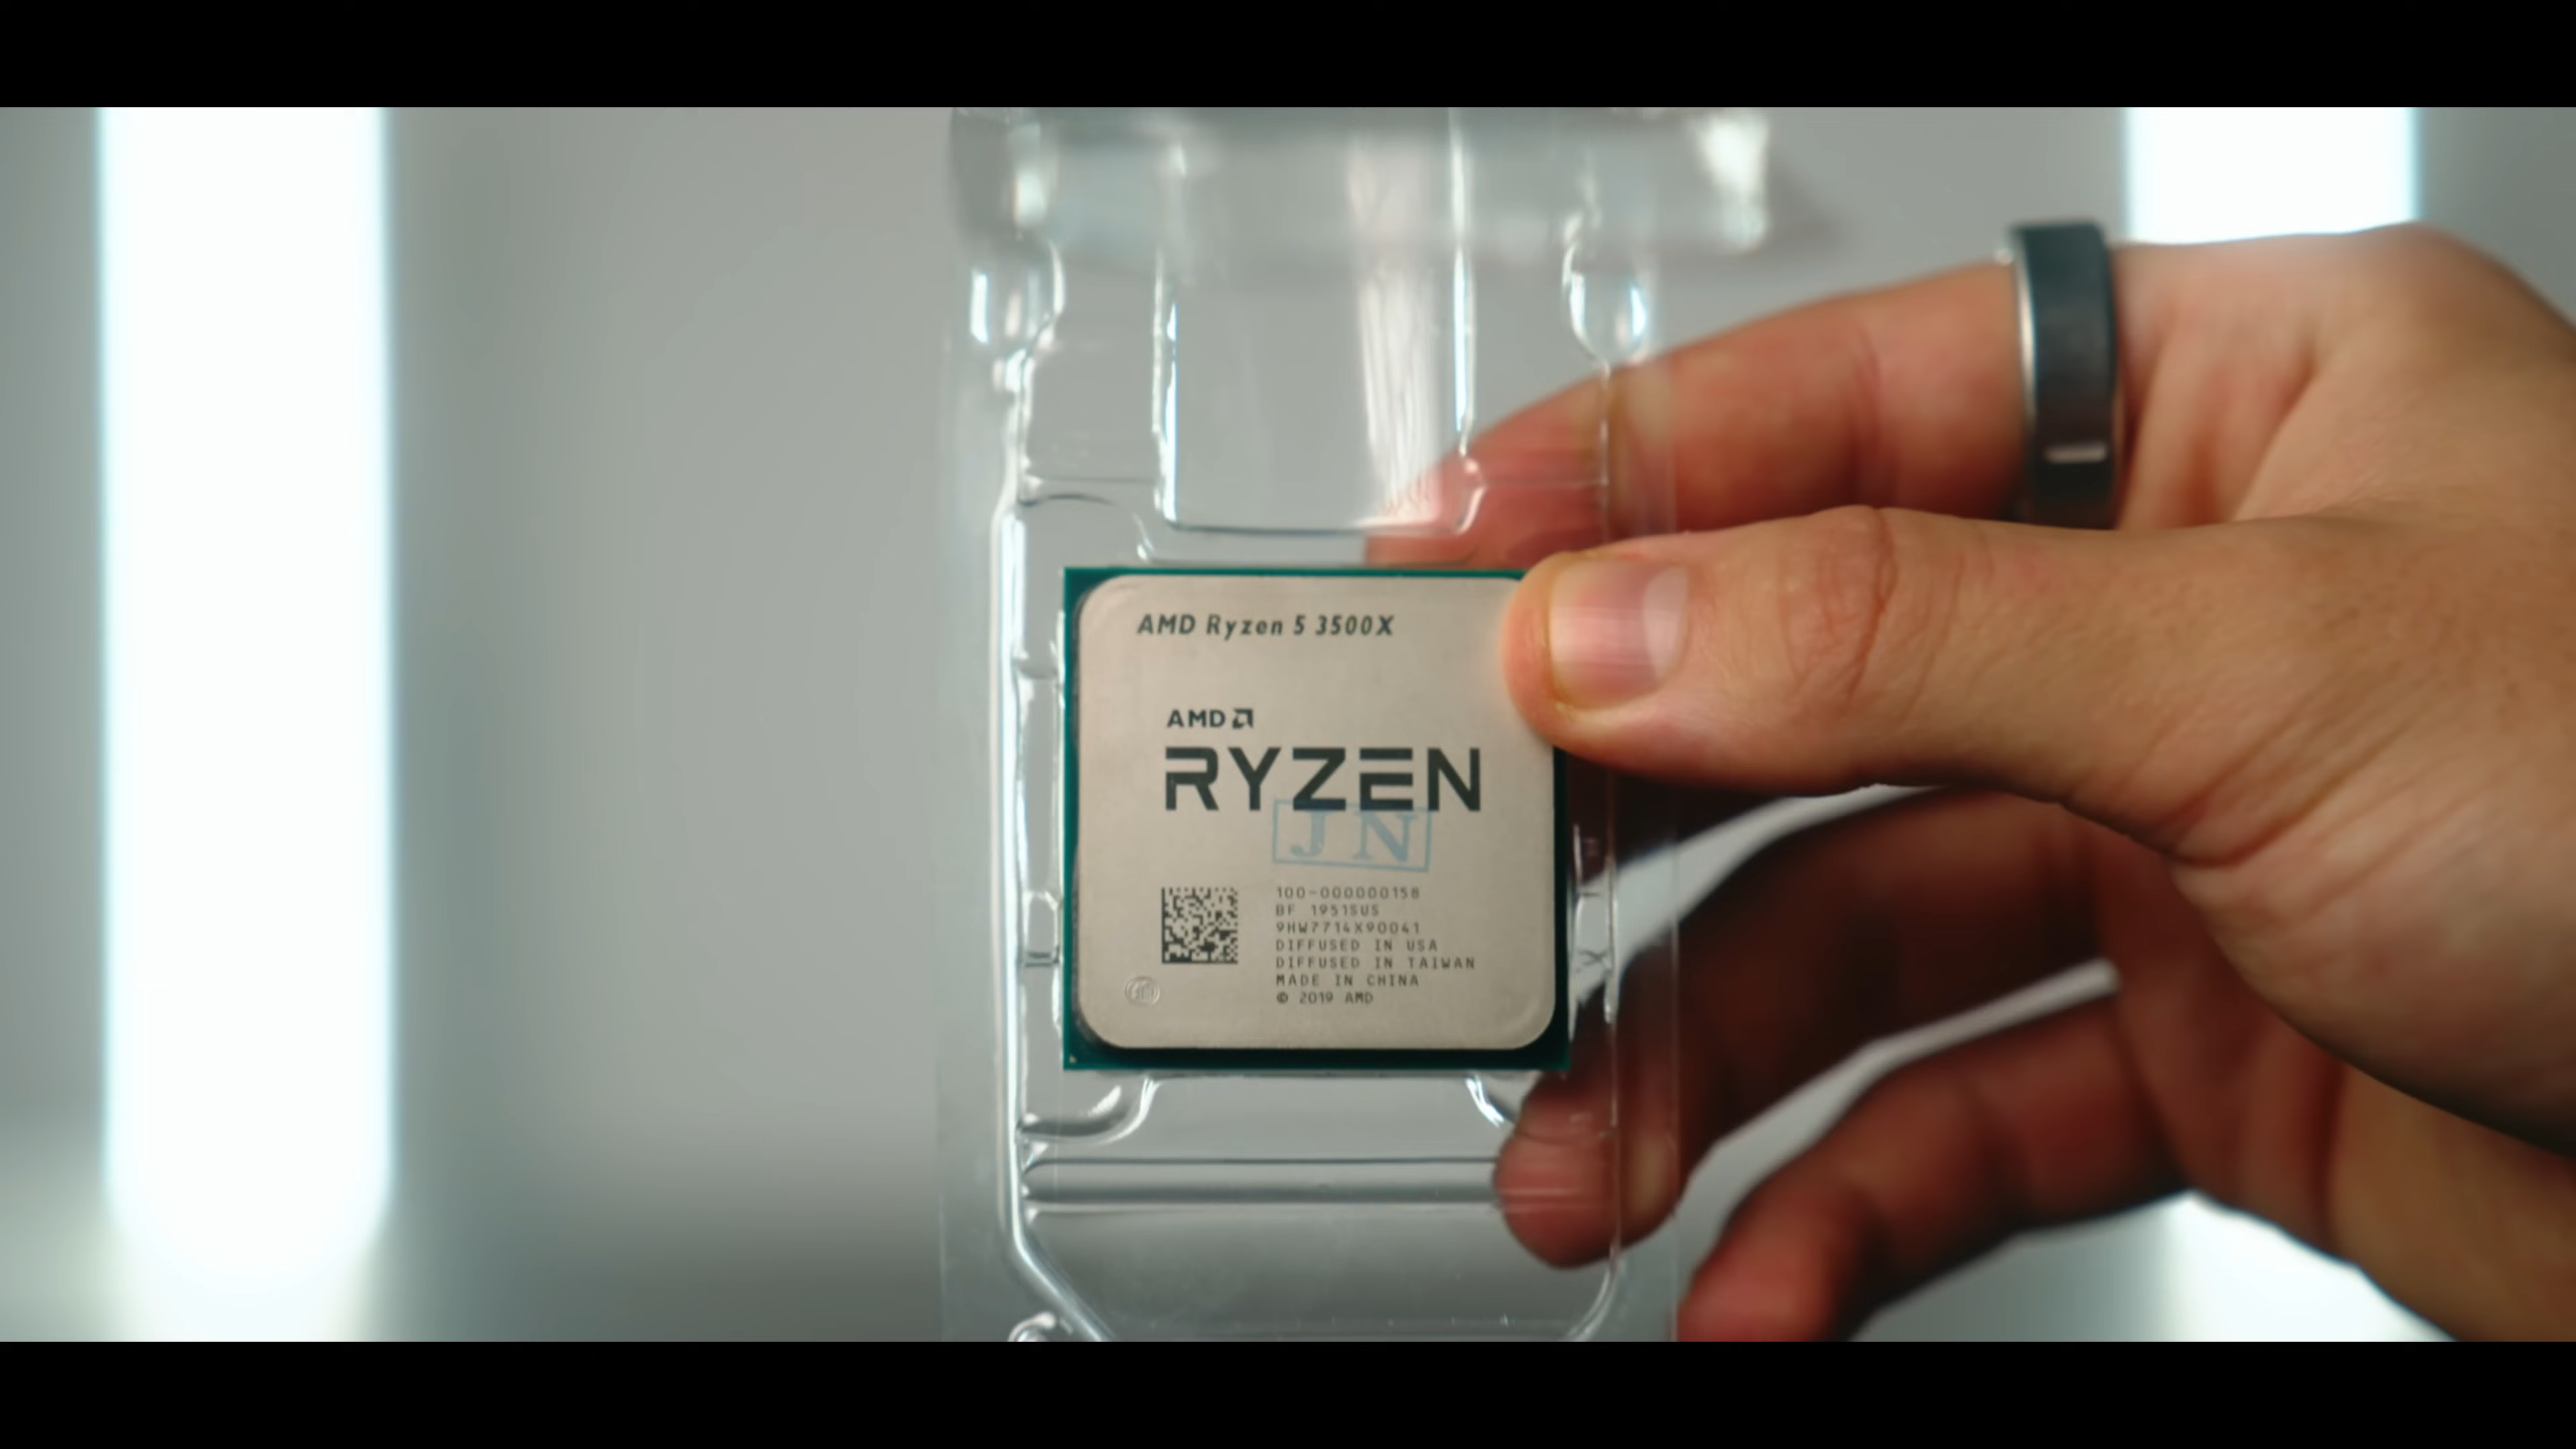 AMD Ryzen 5 3500X
AMD
RYZEN
JN
100-000000158
BF 1951SUS
9HW7714X90041
DIFFUSED IN USA
DIFFUSED IN TAIWAN
MADE IN CHINA
© 2019 AMD